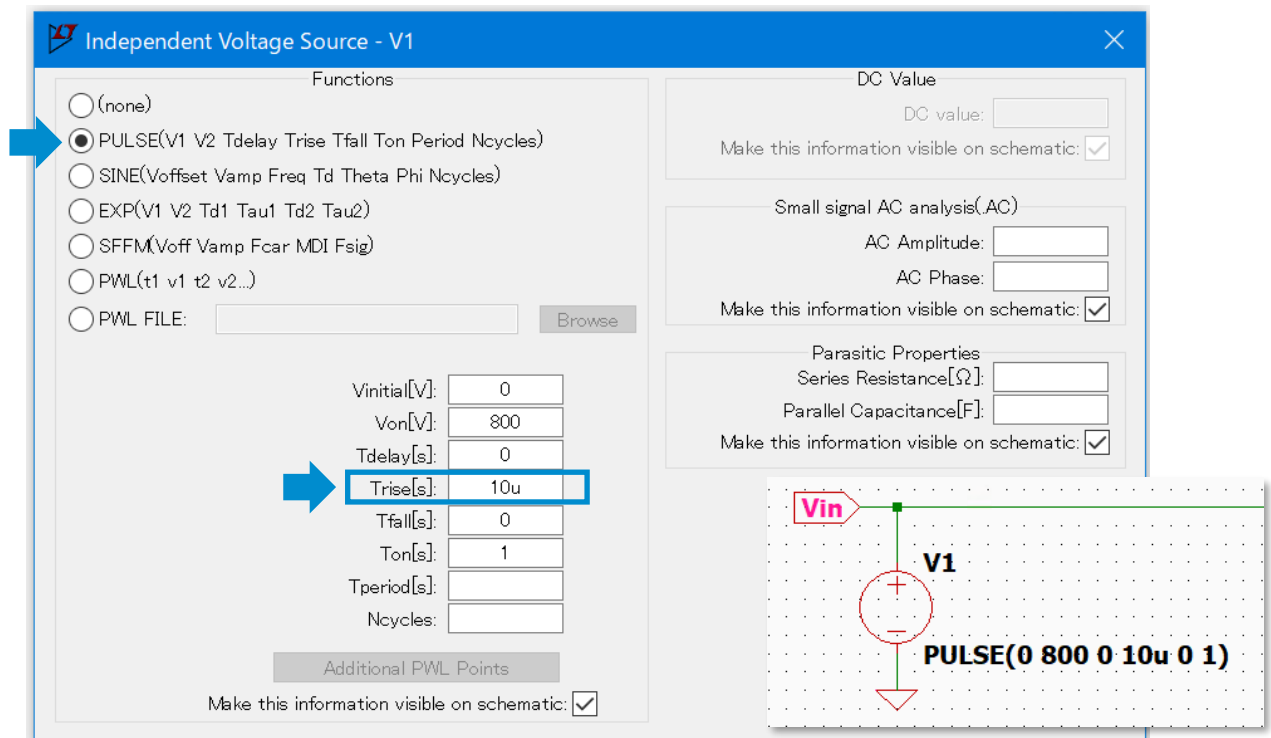 Independent Voltage Source - V1
Functions
(none)
PULSE(V1 V2 Tdelay Trise Tfall Ton Period Ncycles)
SINE(Voffset Vamp Freq Td Theta Phi Ncycles)
EXP(V1 V2 Td1 Tau1 Td2 Tau2)
SFFM(Voff Vamp Fcar MDI Fsig)
PWL(t1 v1 t2 v2...)
PWL FILE: Browse
Vinitial[V]: 0
Von[V]: 800
Tdelay[s]: 0
Trise[s]: 10u
Tfall[s]: 0
Ton[s]: 1
Tperiod[s]:
Ncycles:
Additional PWL Points
Make this information visible on schematic:
DC Value
DC value:
Make this information visible on schematic:
Small signal AC analysis(.AC)
AC Amplitude:
AC Phase:
Make this information visible on schematic:
Parasitic Properties
Series Resistance[Ω]:
Parallel Capacitance[F]:
Make this information visible on schematic:
Vin
V1
PULSE(0 800 0 10u 0 1)